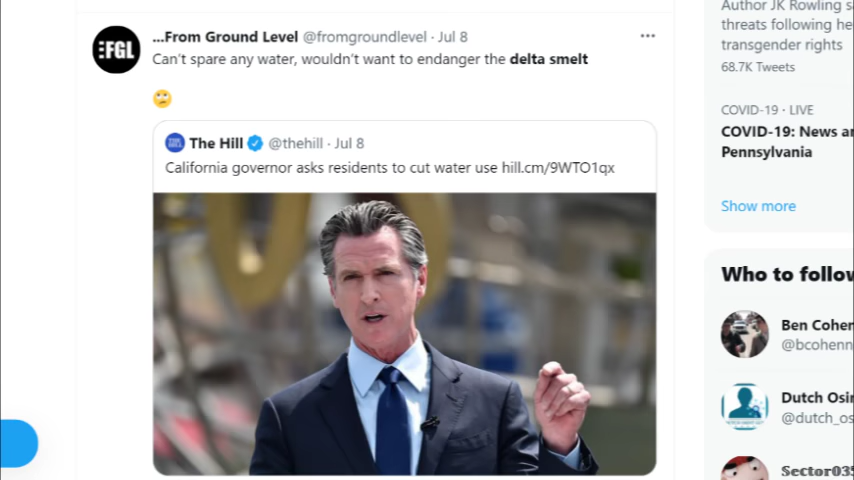 ...From Ground Level @fromgroundlevel · Jul 8
Can't spare any water, wouldn't want to endanger the delta smelt
:FGL
The Hill @thehill · Jul 8
California governor asks residents to cut water use hill.cm/9WTO1qx
Author JK Rowling s
threats following he
transgender rights
68.7K Tweets
COVID-19 · LIVE
COVID-19: News a
Pennsylvania
Show more
Who to follow
Ben Cohen
@bcohenn
Dutch Osin
@dutch_os
Sector035